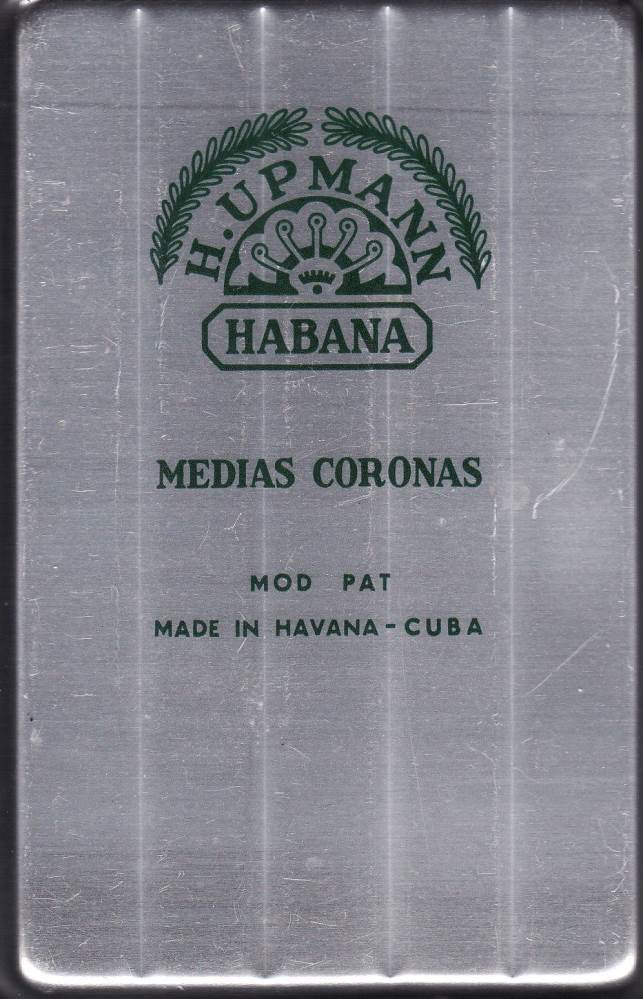 H. UPMANN
HABANA
MEDIAS CORONAS
MOD PAT
MADE IN HAVANA - CUBA